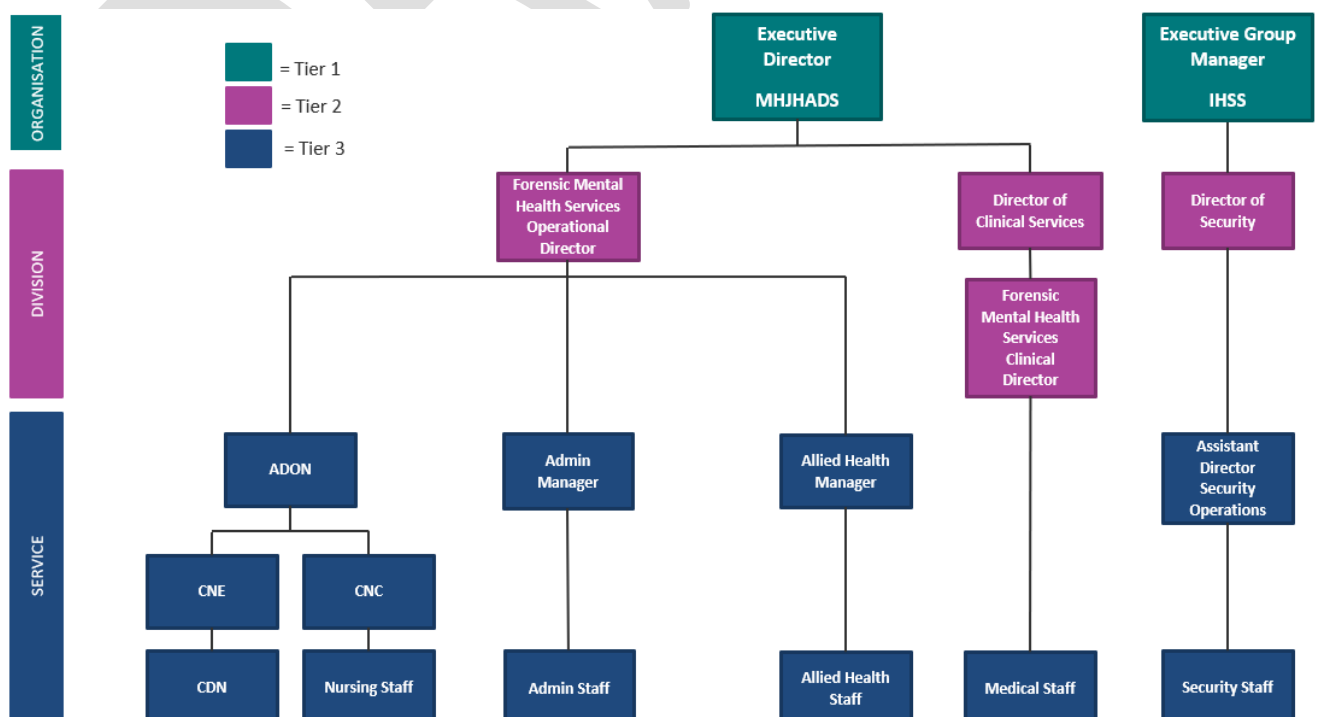 ORGANISATION
= Tier 1
= Tier 2
= Tier 3
Executive
Director
MHJHADS
Executive Group
Manager
IHSS
DIVISION
Forensic Mental
Health Services
Operational
Director
Director of
Clinical Services
Director of
Security
Forensic
Mental Health
Services
Clinical
Director
SERVICE
ADON
Admin
Manager
Allied Health
Manager
Assistant
Director
Security
Operations
CNE
CNC
CDN
Nursing Staff
Admin Staff
Allied Health
Staff
Medical Staff
Security Staff